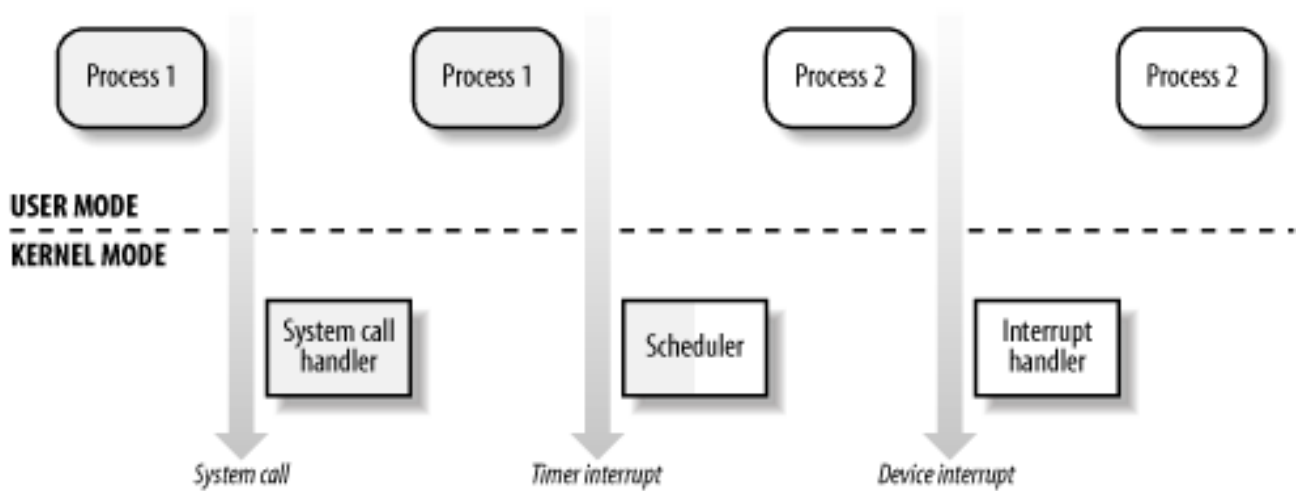 Process 1
Process 1
Process 2
Process 2
USER MODE
KERNEL MODE
System call
handler
Scheduler
Interrupt
handler
System call
Timer interrupt
Device interrupt